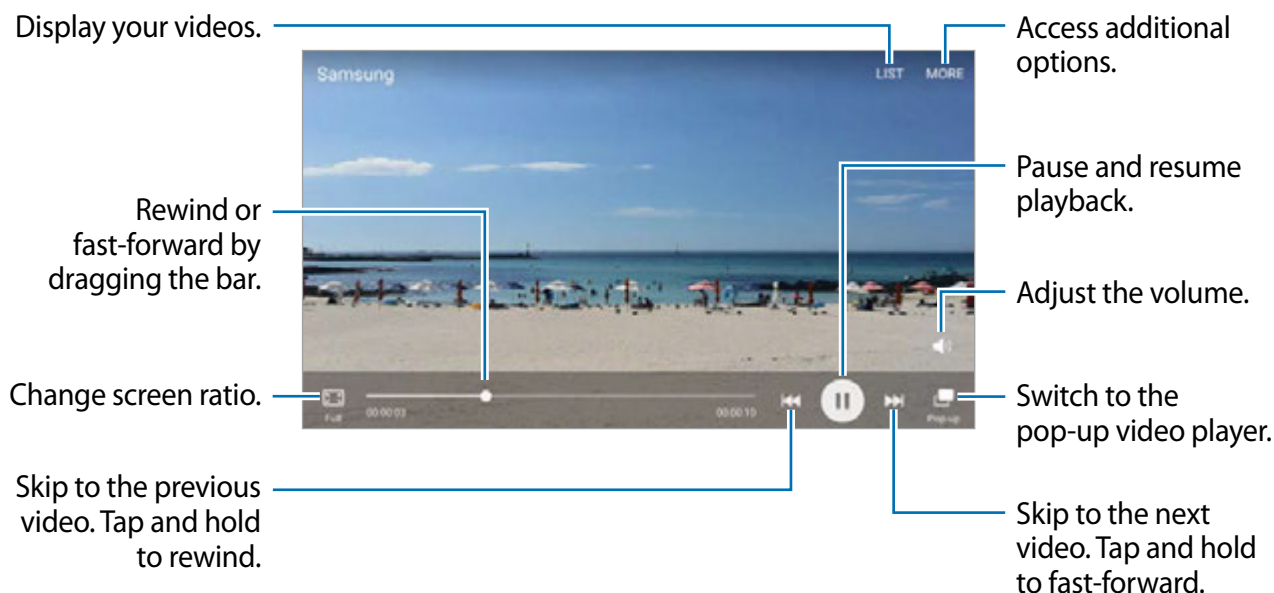 Display your videos.
Access additional
options.
Samsung
LIST MORE
Pause and resume
playback.
Rewind or
fast-forward by
dragging the bar.
Adjust the volume.
Change screen ratio.
Full
00:00:03
00:00:10
Pop-up
Switch to the
pop-up video player.
Skip to the previous
video. Tap and hold
to rewind.
Skip to the next
video. Tap and hold
to fast-forward.